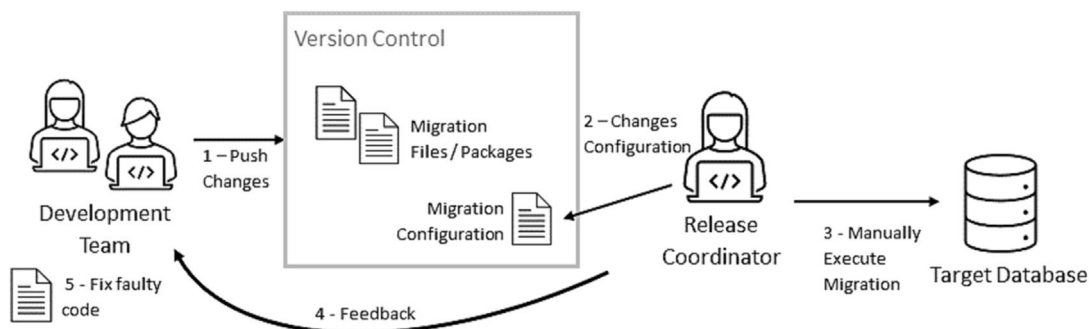 Version Control
Migration
Files / Packages
Migration
Configuration
1 – Push
Changes
Development
Team
5 - Fix faulty
code
4 - Feedback
2 – Changes
Configuration
Release
Coordinator
3 - Manually
Execute
Migration
Target Database